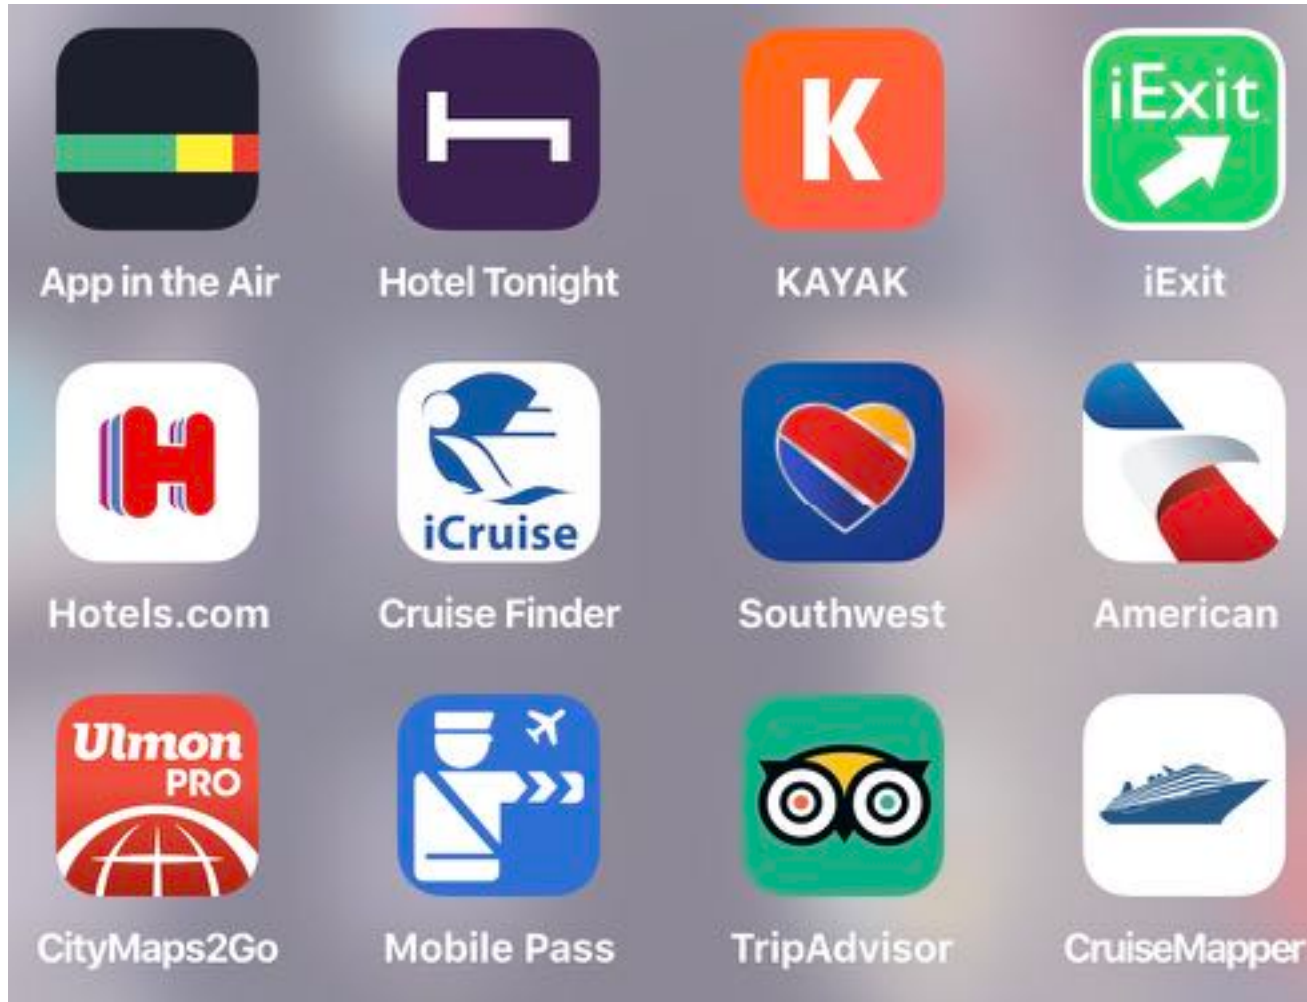 K
iExit
App in the Air
Hotel Tonight
KAYAK
iExit
H
iCruise
Hotels.com
Cruise Finder
Southwest
American
Ulmon
PRO
CityMaps2Go
Mobile Pass
TripAdvisor
CruiseMapper